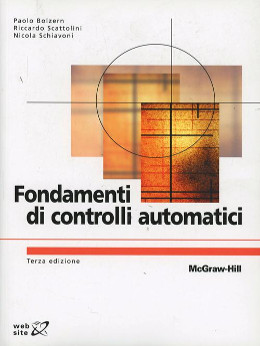 Paolo Bolzern
Riccardo Scattolini
Nicola Schiavoni
Fondamenti
di controlli automatici
Terza edizione
McGraw-Hill
web
site